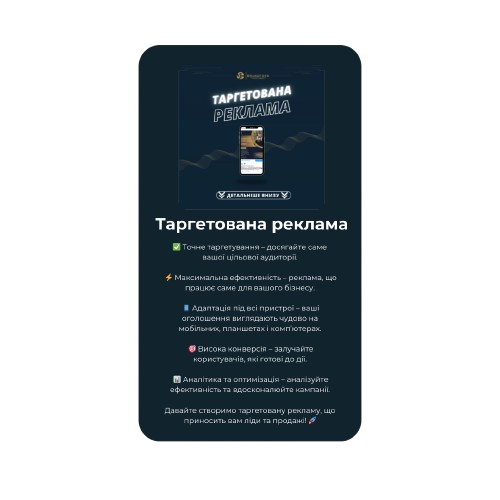 ТАРГЕТОВАНА
РЕКЛАМА
ДЕТАЛЬНІШЕ ВНИЗУ
Таргетована реклама
✅ Точне таргетування – досягайте саме
вашої цільової аудиторії.
⚡ Максимальна ефективність – реклама, що
працює саме для вашого бізнесу.
📱 Адаптація під всі пристрої – ваші
оголошення виглядають чудово на
мобільних, планшетах і комп'ютерах.
🎯 Висока конверсія – залучайте
користувачів, які готові до дії.
📊 Аналітика та оптимізація – аналізуйте
ефективність та вдосконалюйте кампанії.
Давайте створимо таргетовану рекламу, що
приносить вам ліди та продажі! 🚀